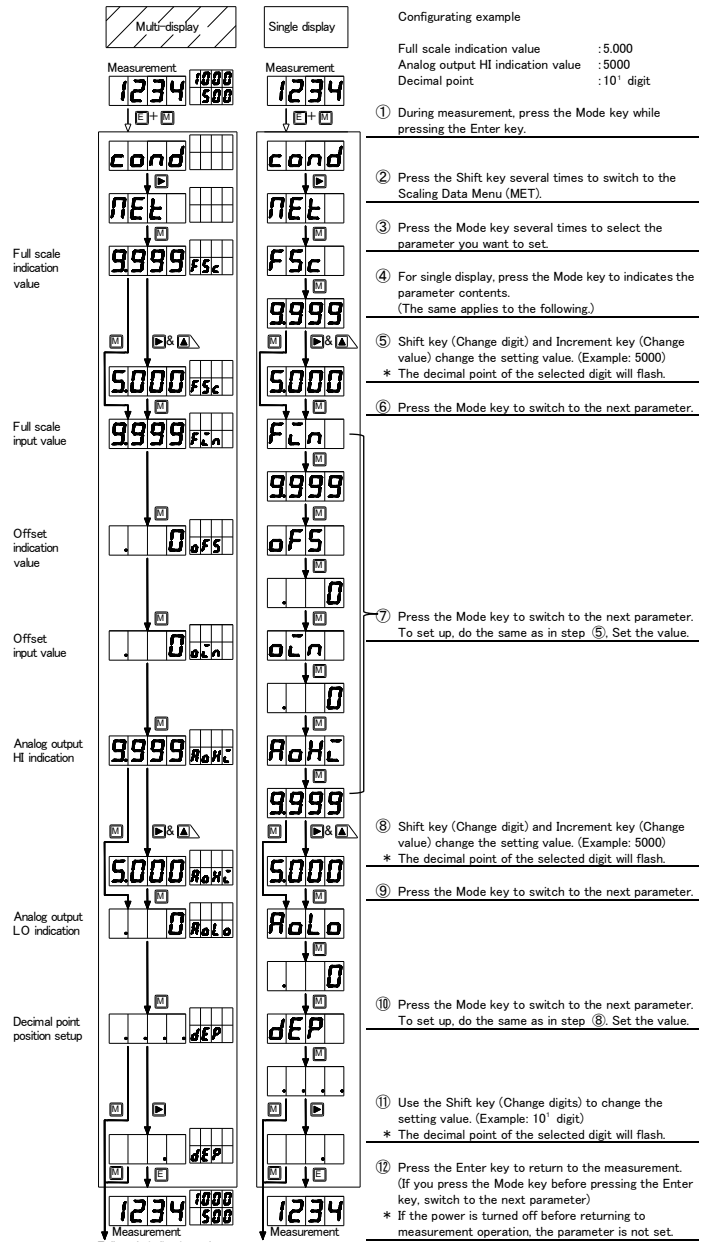 Multi-display
Single display
Configurating example
Full scale indication value :5.000
Analog output HI indication value :5000
Decimal point :10¹ digit
Measurement
1234
1000
500
Measurement
1234
E + M
E + M
① During measurement, press the Mode key while
pressing the Enter key.
cond
cond
② Press the Shift key several times to switch to the
Scaling Data Menu (MET).
MEt
MEt
M
M
③ Press the Mode key several times to select the
parameter you want to set.
Full scale
indication
value
9.999 FSc
FSc
M
④ For single display, press the Mode key to indicates the
parameter contents.
(The same applies to the following.)
9.999
M ▶&▲
M ▶&▲
⑤ Shift key (Change digit) and Increment key (Change
value) change the setting value. (Example: 5000)
* The decimal point of the selected digit will flash.
5.000 FSc
5.000
M
M
⑥ Press the Mode key to switch to the next parameter.
Full scale
input value
9.999 Fin
Fin
M
9.999
M
M
Offset
indication
value
. 0 oFS
oFS
M
. 0
M
M
⑦ Press the Mode key to switch to the next parameter.
To set up, do the same as in step ⑤, Set the value.
Offset
input value
. 0 oin
oin
M
. 0
M
M
Analog output
HI indication
9.999 AoHi
AoHi
M
9.999
M ▶&▲
M ▶&▲
⑧ Shift key (Change digit) and Increment key (Change
value) change the setting value. (Example: 5000)
* The decimal point of the selected digit will flash.
5.000 AoHi
5.000
M
M
⑨ Press the Mode key to switch to the next parameter.
Analog output
LO indication
. 0 AoLo
AoLo
M
. 0
M
M
⑩ Press the Mode key to switch to the next parameter.
To set up, do the same as in step ⑧. Set the value.
Decimal point
position setup
. . . . dEP
dEP
M
. . . .
M ▶
M ▶
⑪ Use the Shift key (Change digits) to change the
setting value. (Example: 10¹ digit)
* The decimal point of the selected digit will flash.
. dEP
.
M E
M E
⑫ Press the Enter key to return to the measurement.
(If you press the Mode key before pressing the Enter
key, switch to the next parameter)
* If the power is turned off before returning to
measurement operation, the parameter is not set.
1234
1000
500
1234
Measurement
Measurement